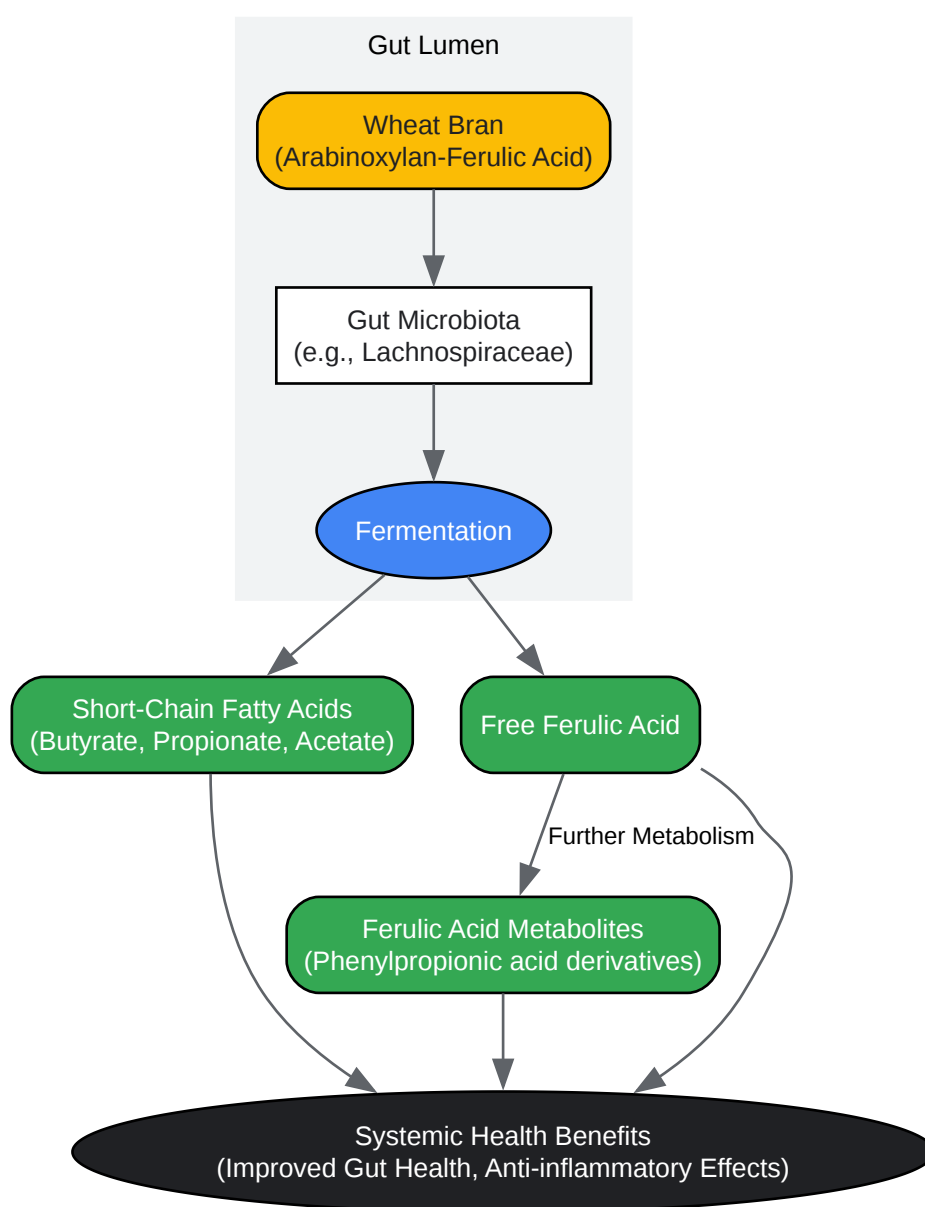 Gut Lumen
Wheat Bran
(Arabinoxylan-Ferulic Acid)
Gut Microbiota
(e.g., Lachnospiraceae)
Fermentation
Short-Chain Fatty Acids
(Butyrate, Propionate, Acetate)
Free Ferulic Acid
Further Metabolism
Ferulic Acid Metabolites
(Phenylpropionic acid derivatives)
Systemic Health Benefits
(Improved Gut Health, Anti-inflammatory Effects)